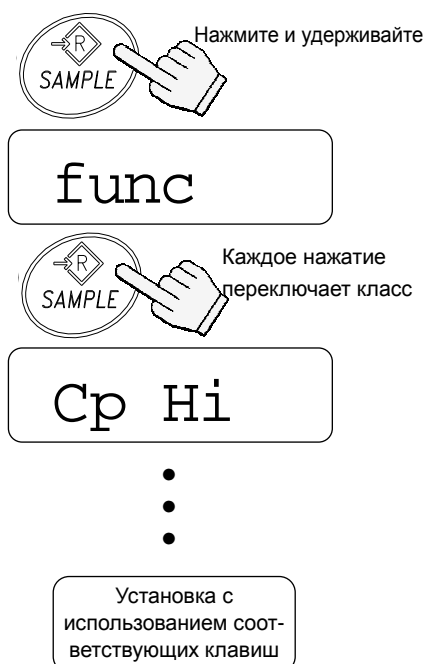 R
Нажмите и удерживайте
SAMPLE
func
R
Каждое нажатие
переключает класс
SAMPLE
Cp Hi
Установка с
использованием соот-
ветствующих клавиш